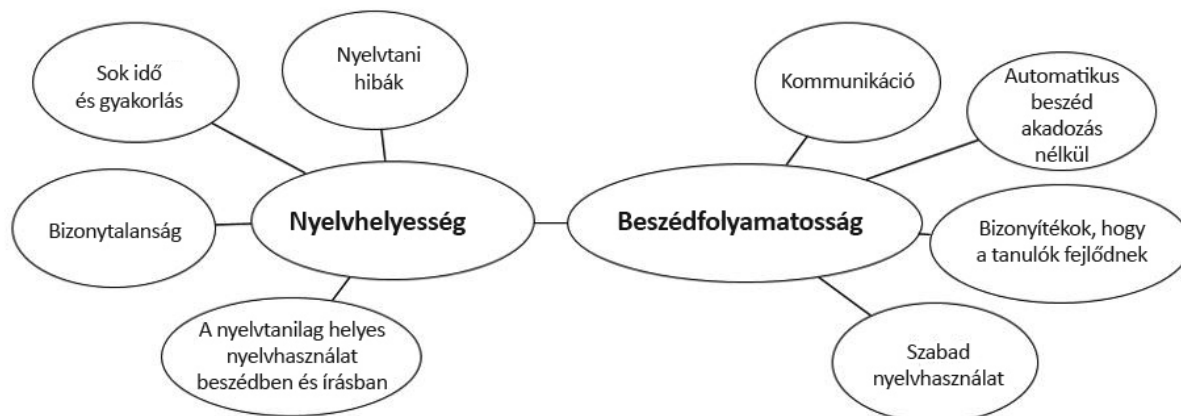 Sok idő
és gyakorlás
Nyelvtani
hibák
Kommunikáció
Automatikus
beszéd
akadozás
nélkül
Bizonytalanság
Nyelvhelyesség
Beszédfolyamatosság
Bizonyítékok, hogy
a tanulók fejlődnek
A nyelvtanilag helyes
nyelvhasználat
beszédben és írásban
Szabad
nyelvhasználat